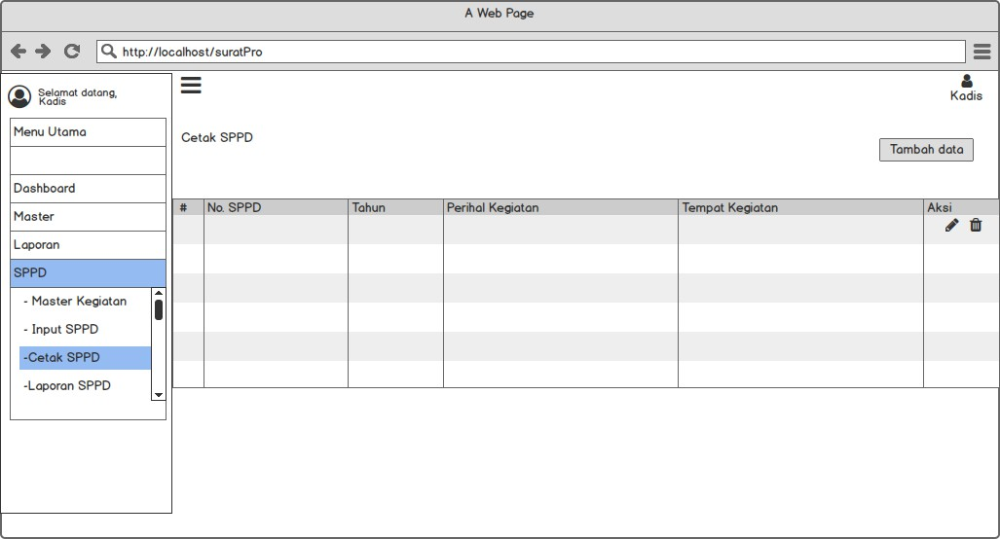 A Web Page
http://localhost/suratPro
Selamat datang,
Kadis
Kadis
Menu Utama
Dashboard
Master
Laporan
SPPD
- Master Kegiatan
- Input SPPD
-Cetak SPPD
-Laporan SPPD
Cetak SPPD
Tambah data
# No. SPPD Tahun Perihal Kegiatan Tempat Kegiatan Aksi